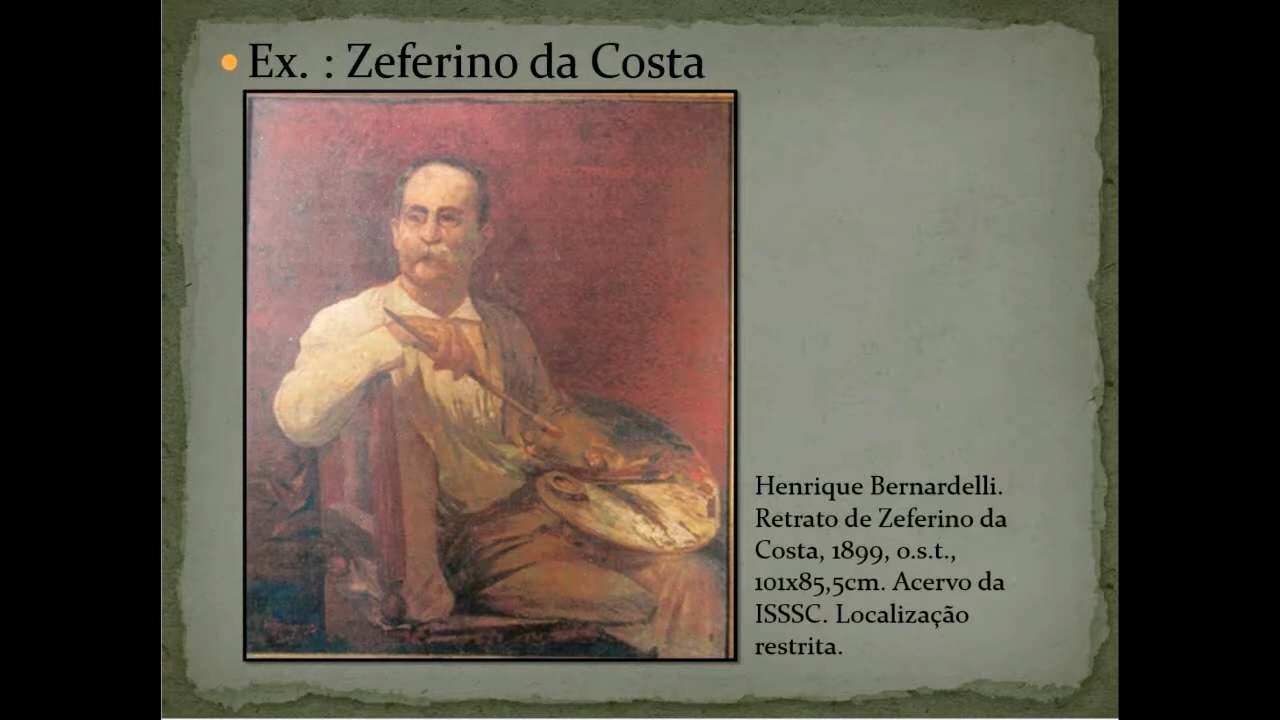 Ex. : Zeferino da Costa
Henrique Bernardelli.
Retrato de Zeferino da
Costa, 1899, o.s.t.,
101x85,5cm. Acervo da
ISSSC. Localização
restrita.